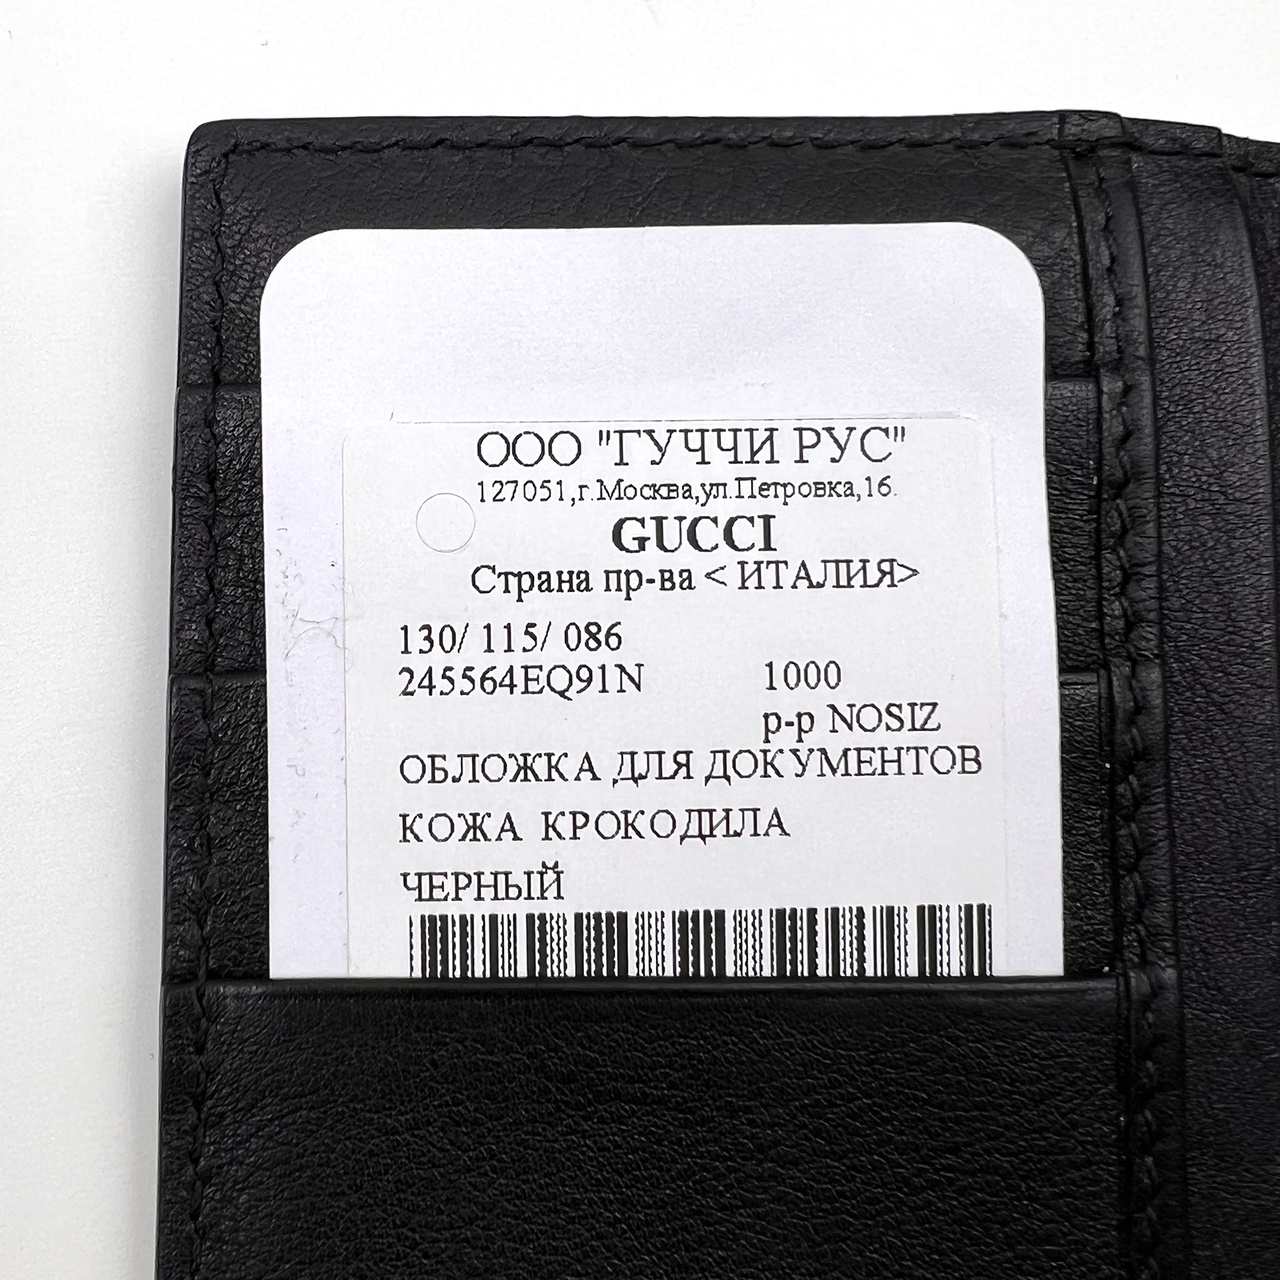 ООО "ГУЧЧИ РУС"
127051,г.Москва,ул.Петровка,16.
GUCCI
Страна пр-ва < ИТАЛИЯ>
130/ 115/ 086
245564EQ91N 1000
р-р NOSIZ
ОБЛОЖКА ДЛЯ ДОКУМЕНТОВ
КОЖА КРОКОДИЛА
ЧЕРНЫЙ